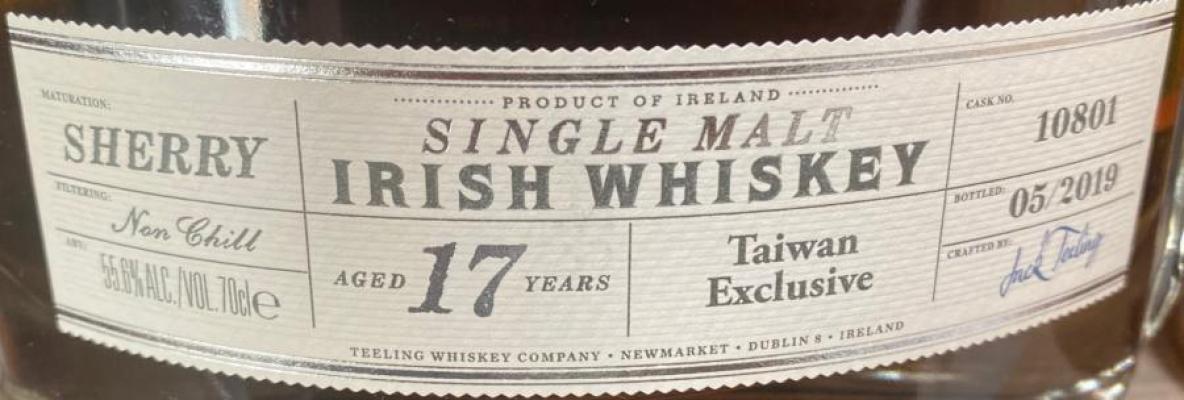 MATURATION:
SHERRY
FILTERING:
Non Chill
ABV:
55.6%ALC./VOL.70cle
PRODUCT OF IRELAND
SINGLE MALT
IRISH WHISKEY
AGED 17 YEARS
Taiwan
Exclusive
CASK NO.
10801
BOTTLED:
05/2019
CRAFTED BY:
Jack Teeling
TEELING WHISKEY COMPANY • NEWMARKET • DUBLIN 8 • IRELAND